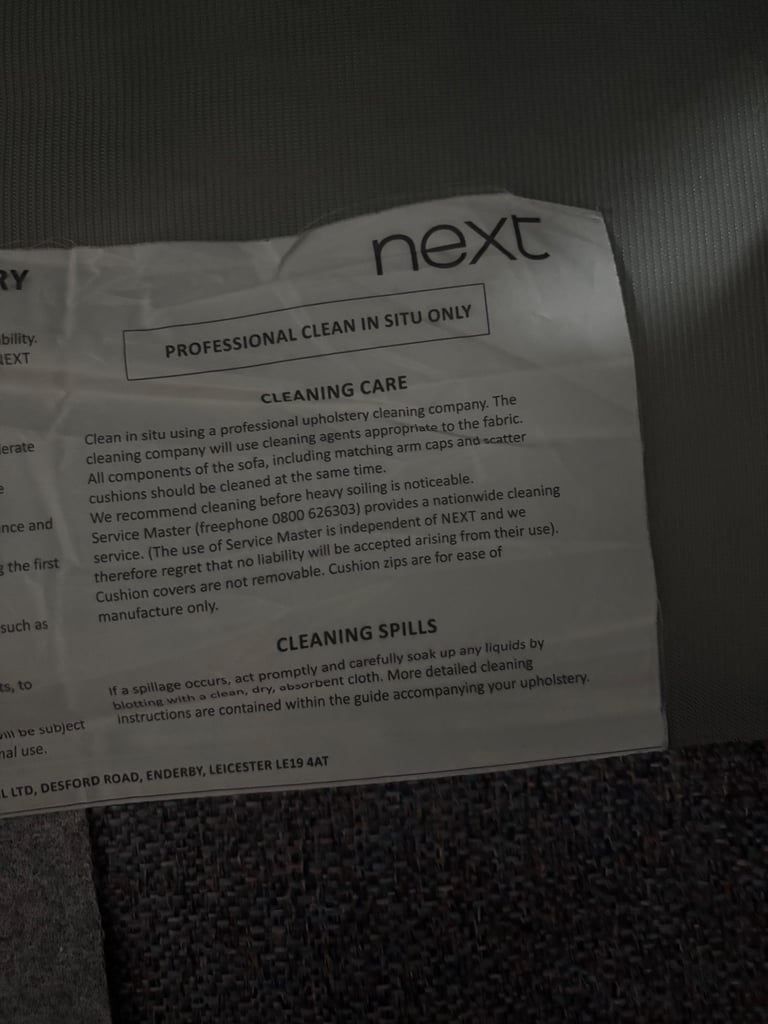 next
RY
bility.
NEXT
erate
e
nce and
g the first
such as
ts, to
will be subject
nal use.
PROFESSIONAL CLEAN IN SITU ONLY
CLEANING CARE
Clean in situ using a professional upholstery cleaning company. The
cleaning company will use cleaning agents appropriate to the fabric.
All components of the sofa, including matching arm caps and scatter
cushions should be cleaned at the same time.
We recommend cleaning before heavy soiling is noticeable.
Service Master (freephone 0800 626303) provides a nationwide cleaning
service. (The use of Service Master is independent of NEXT and we
therefore regret that no liability will be accepted arising from their use).
Cushion covers are not removable. Cushion zips are for ease of
manufacture only.
CLEANING SPILLS
If a spillage occurs, act promptly and carefully soak up any liquids by
blotting with a clean, dry, absorbent cloth. More detailed cleaning
instructions are contained within the guide accompanying your upholstery.
L LTD, DESFORD ROAD, ENDERBY, LEICESTER LE19 4AT